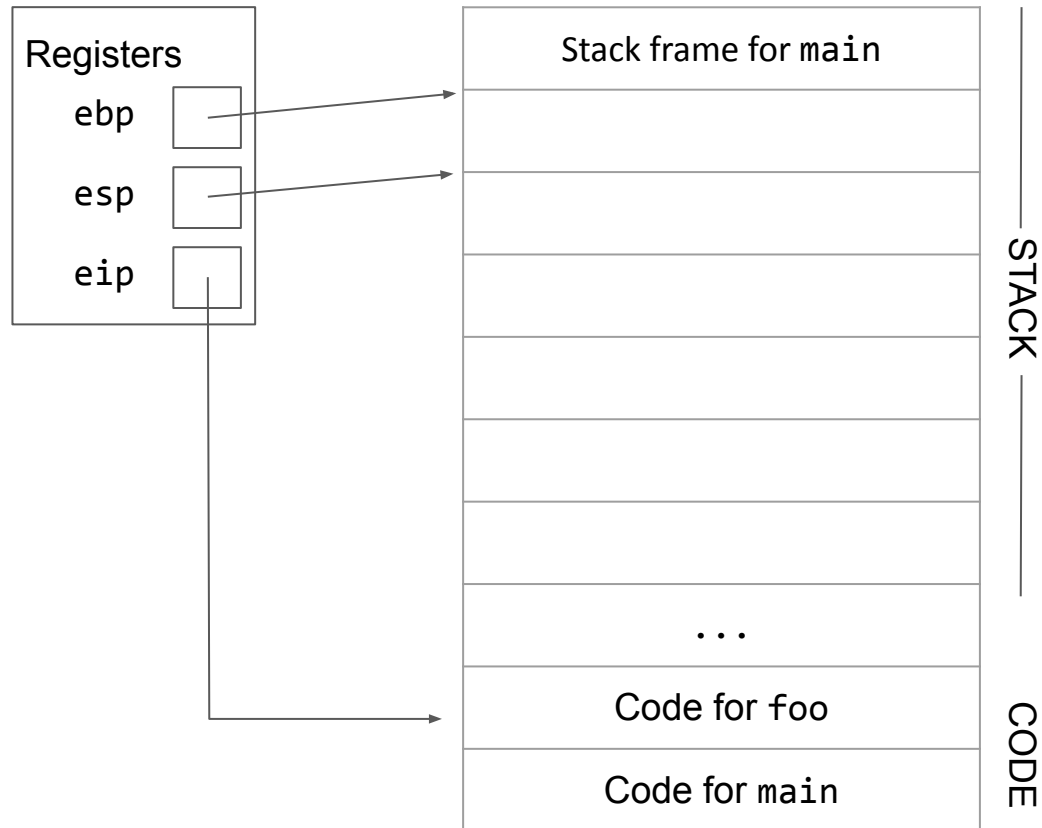 Registers
ebp
esp
eip
Stack frame for main
...
Code for foo
Code for main
STACK
CODE